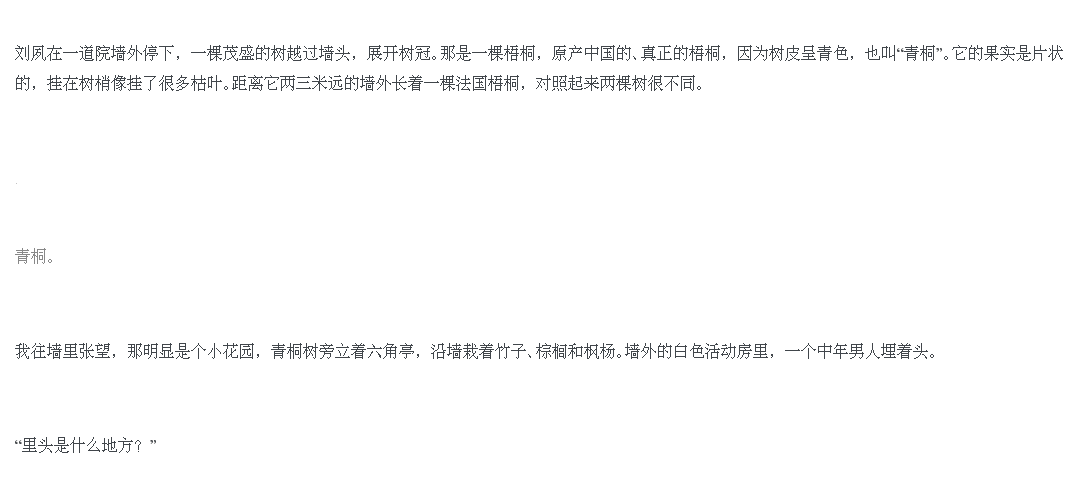 刘夙在一道院墙外停下，一棵茂盛的树越过墙头，展开树冠。那是一棵梧桐，原产中国的、真正的梧桐，因为树皮呈青色，也叫“青桐”。它的果实是片状
的，挂在树梢像挂了很多枯叶。距离它两三米远的墙外长着一棵法国梧桐，对照起来两棵树很不同。
青桐。
我往墙里张望，那明显是个小花园，青桐树旁立着六角亭，沿墙栽着竹子、棕榈和枫杨。墙外的白色活动房里，一个中年男人埋着头。
“里头是什么地方？”